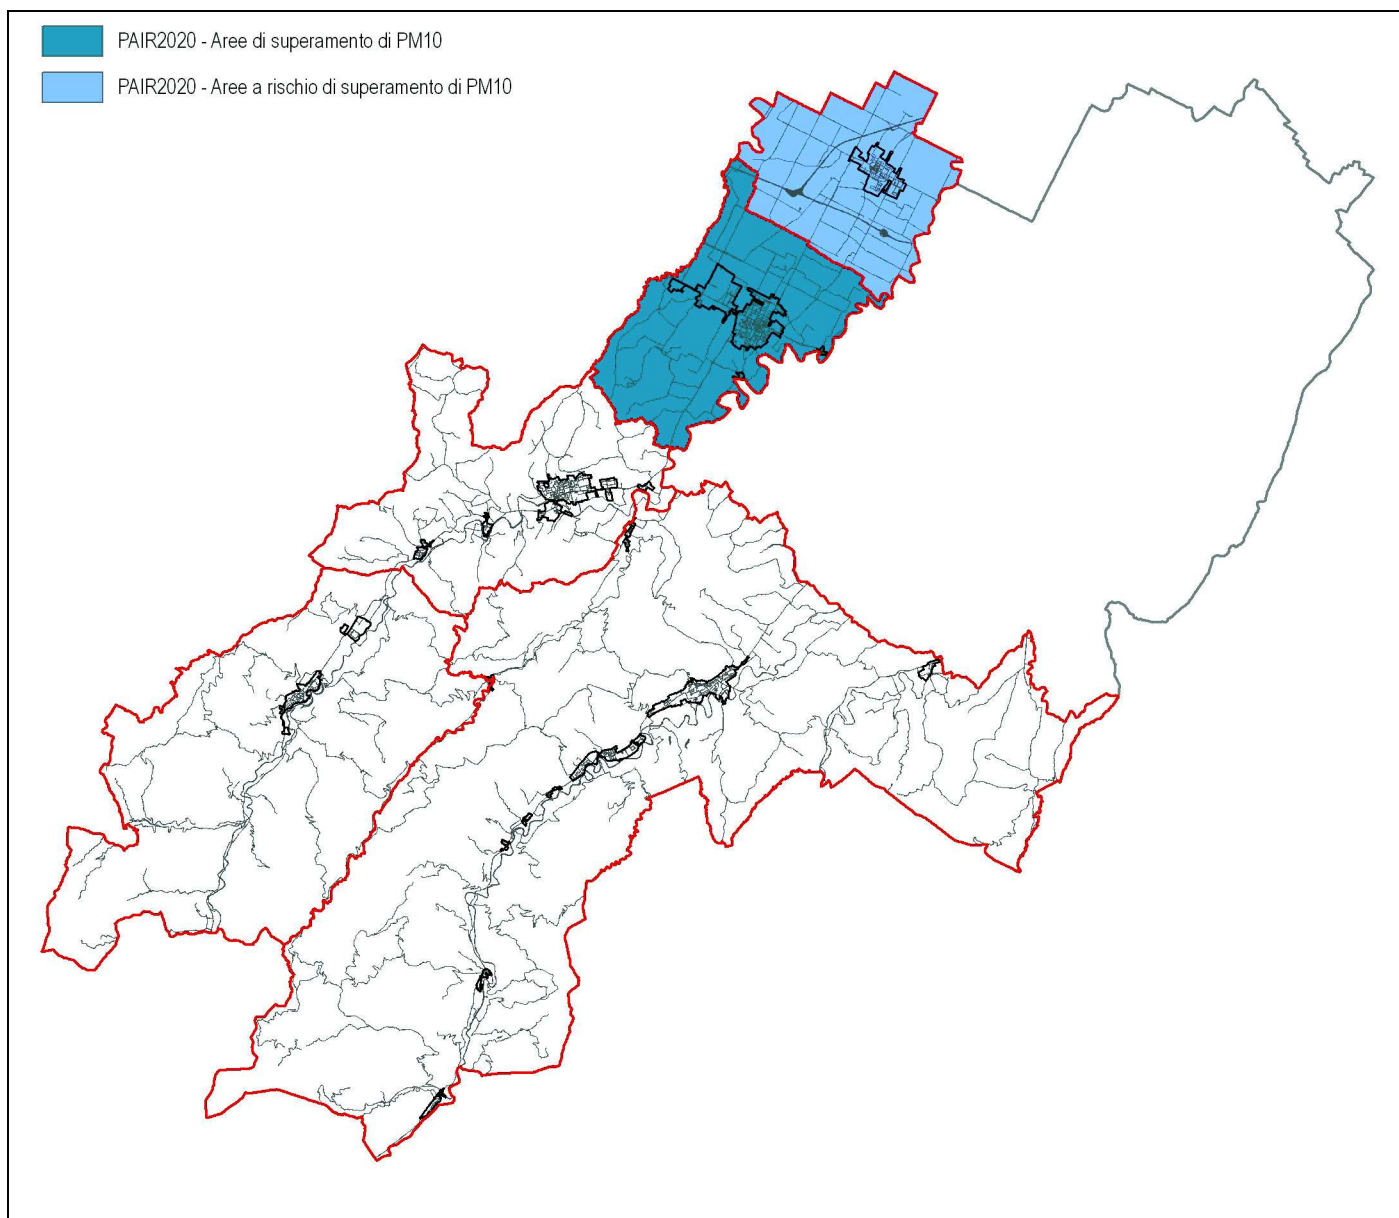 PAIR2020 - Aree di superamento di PM10
PAIR2020 - Aree a rischio di superamento di PM10